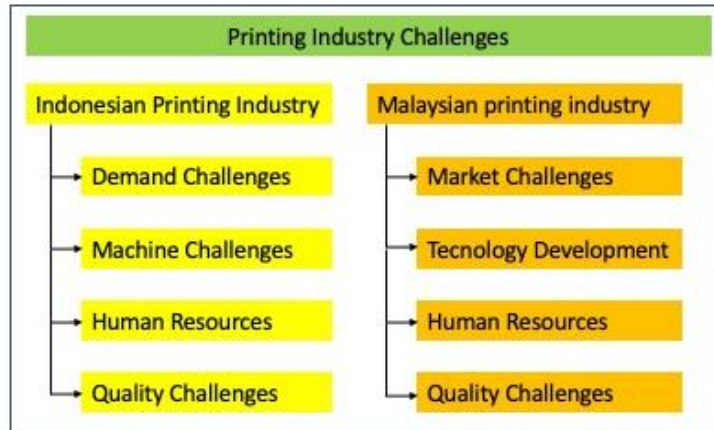 Printing Industry Challenges
Indonesian Printing Industry
Demand Challenges
Machine Challenges
Human Resources
Quality Challenges
Malaysian printing industry
Market Challenges
Tecnology Development
Human Resources
Quality Challenges